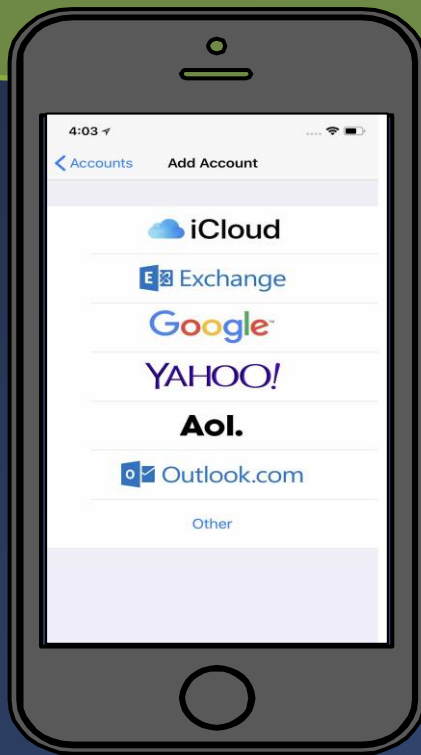 4:03
Accounts Add Account
iCloud
E Exchange
Google
YAHOO!
Aol.
o Outlook.com
Other